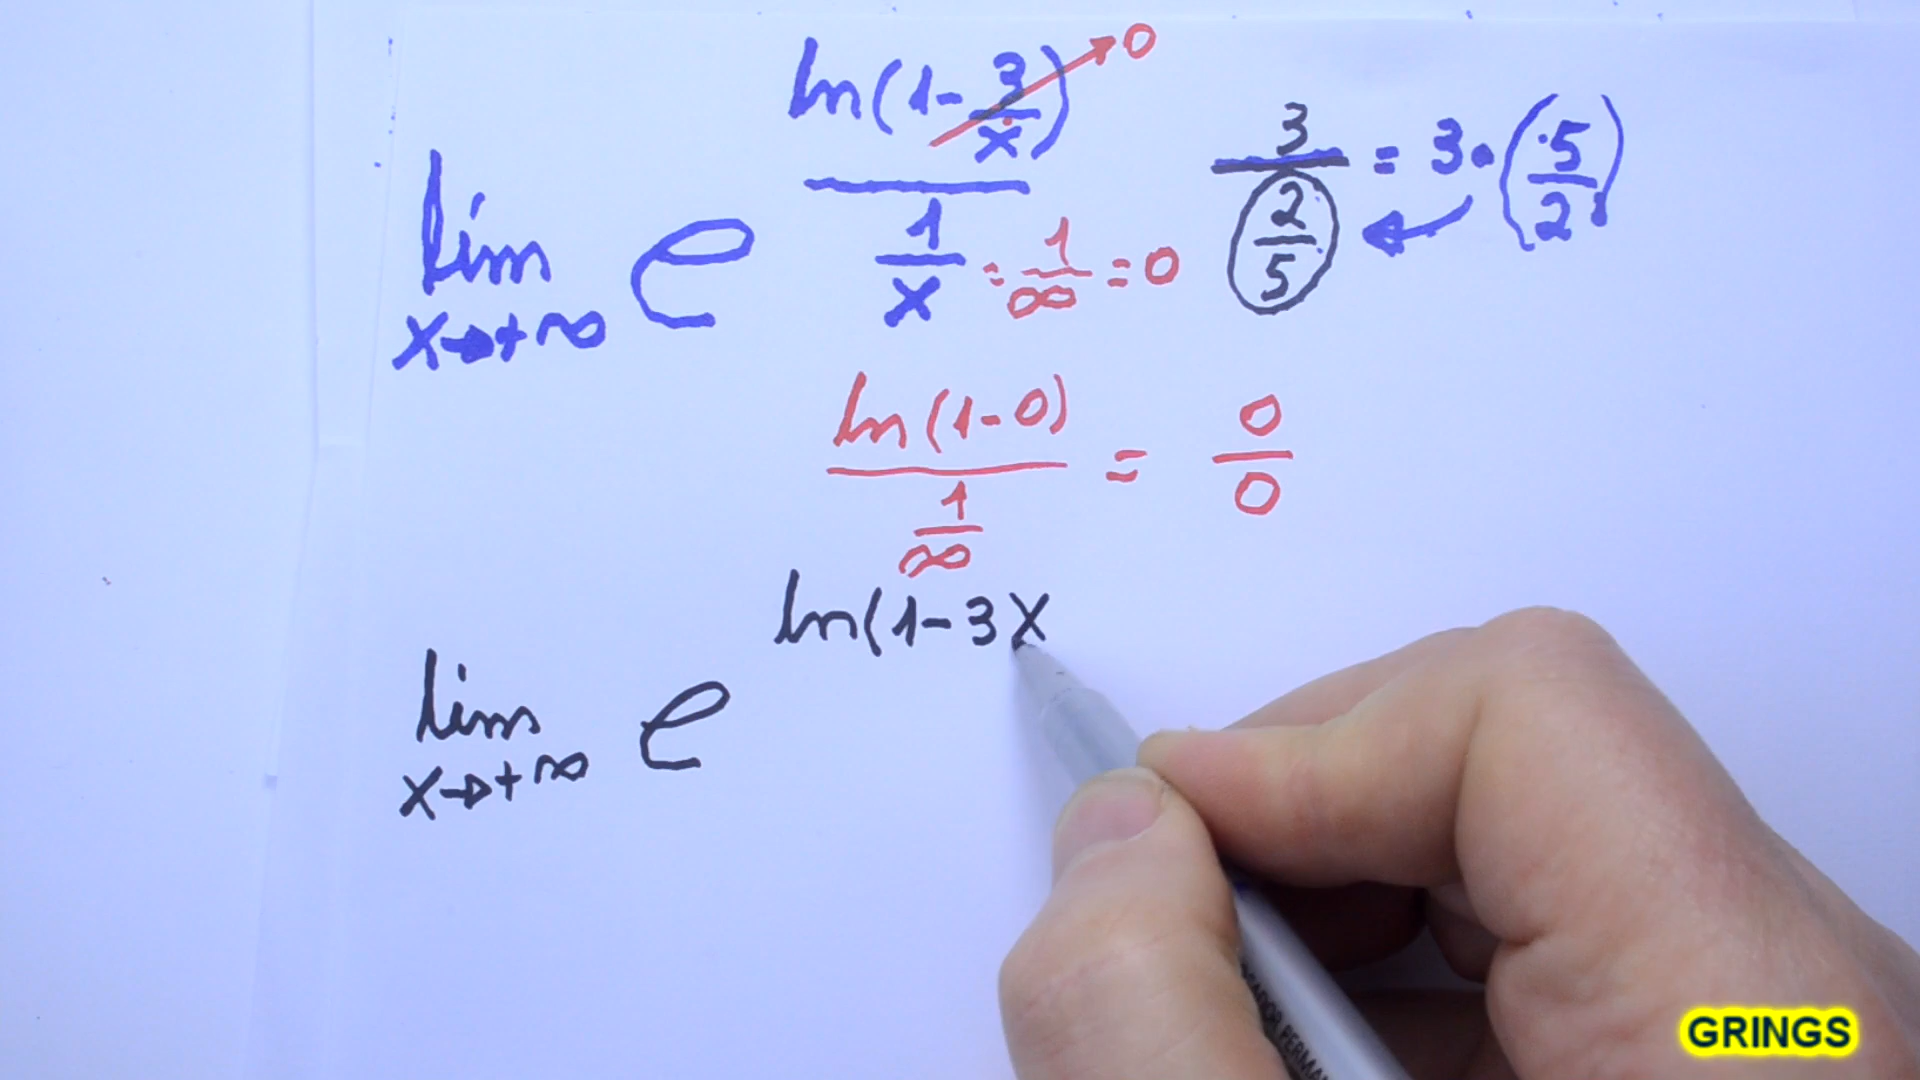 lim x→+∞ e ln(1-3/x) / 1/x → 0
= 1/∞ = 0
3 / (2/5) = 3 · (5/2)
ln(1-0) / 1/∞ = 0/0
lim x→+∞ e ln(1-3x
GRINGS